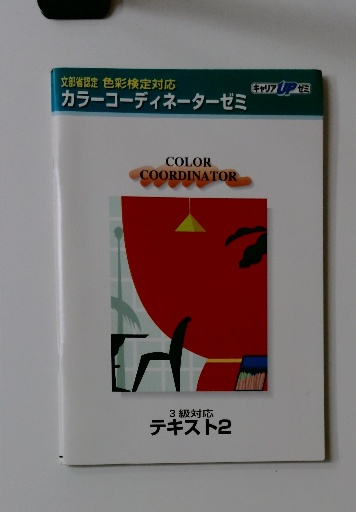 文部省認定 色彩検定対応
カラーコーディネーターゼミ
キャリアUPゼミ
COLOR
COORDINATOR
3級対応
テキスト2